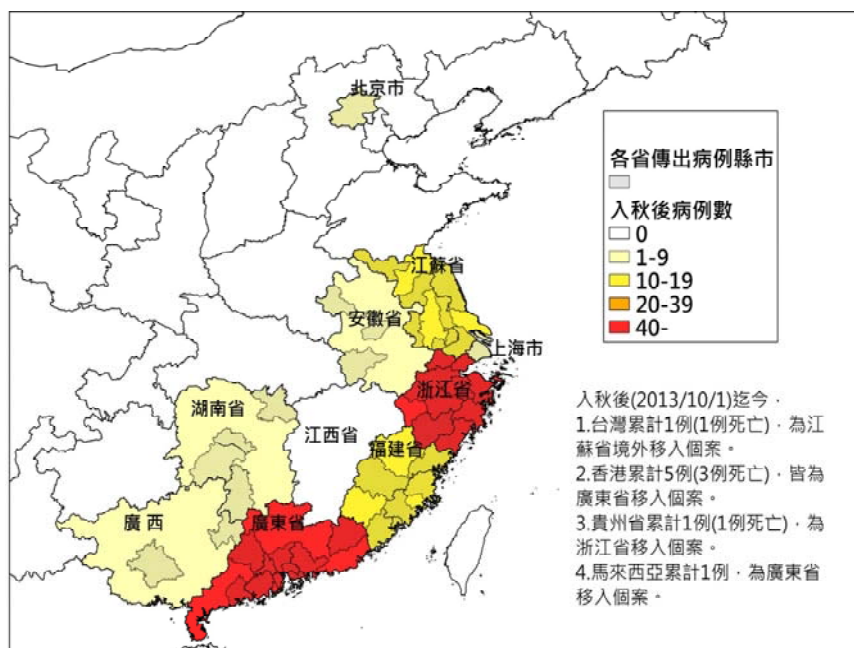 北京市
各省傳出病例縣市
入秋後病例數
0
1-9
10-19
20-39
40-
江蘇省
安徽省
上海市
浙江省
湖南省
江西省
福建省
廣西
廣東省
入秋後(2013/10/1)迄今，
1.台灣累計1例(1例死亡)，為江
蘇省境外移入個案。
2.香港累計5例(3例死亡)，皆為
廣東省移入個案。
3.貴州省累計1例(1例死亡)，為
浙江省移入個案。
4.馬來西亞累計1例，為廣東省
移入個案。